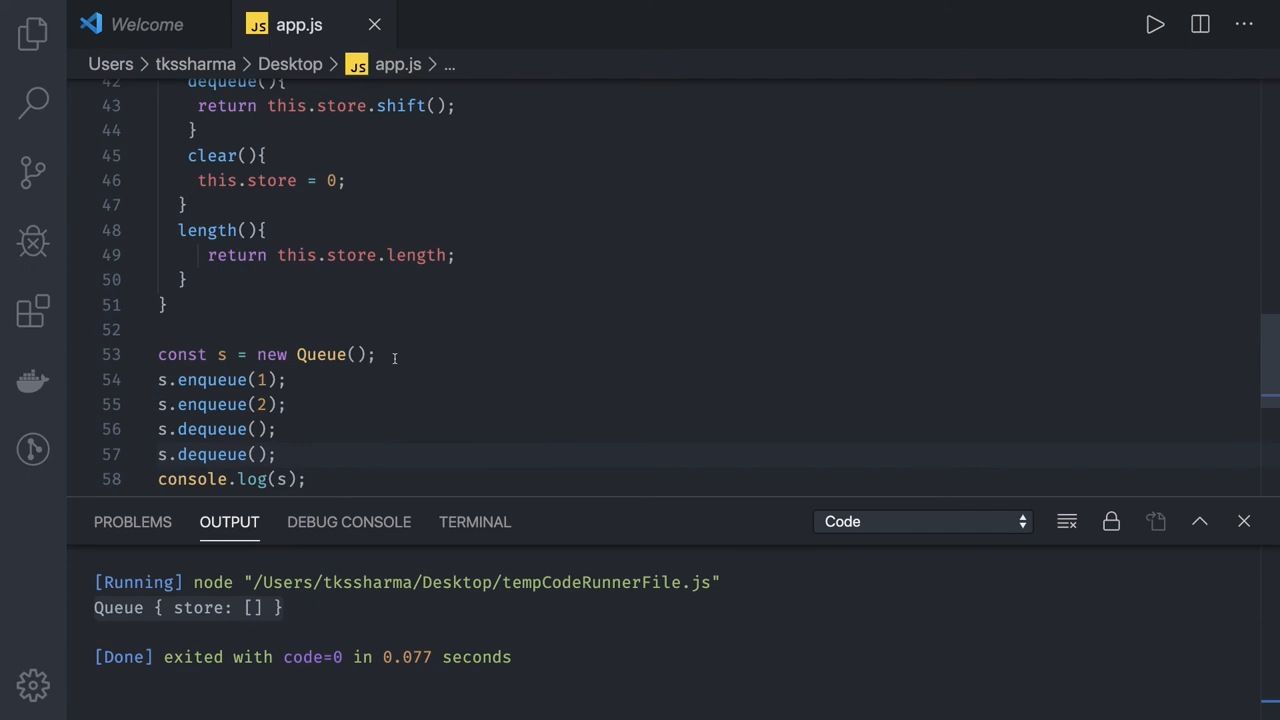 Welcome
JS app.js
Users > tkssharma > Desktop > JS app.js > ...
42 dequeue(){
43 return this.store.shift();
44 }
45 clear(){
46 this.store = 0;
47 }
48 length(){
49 return this.store.length;
50 }
51 }
52
53 const s = new Queue();
54 s.enqueue(1);
55 s.enqueue(2);
56 s.dequeue();
57 s.dequeue();
58 console.log(s);
PROBLEMS OUTPUT DEBUG CONSOLE TERMINAL Code
[Running] node "/Users/tkssharma/Desktop/tempCodeRunnerFile.js"
Queue { store: [] }
[Done] exited with code=0 in 0.077 seconds